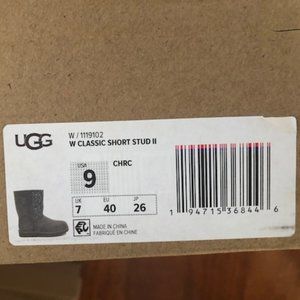 UGG
W / 1119102
W CLASSIC SHORT STUD II
USA
9
CHRC
UK EU JP
7 40 26
MADE IN CHINA
FABRIQUÉ EN CHINE
1 94715 36844 6